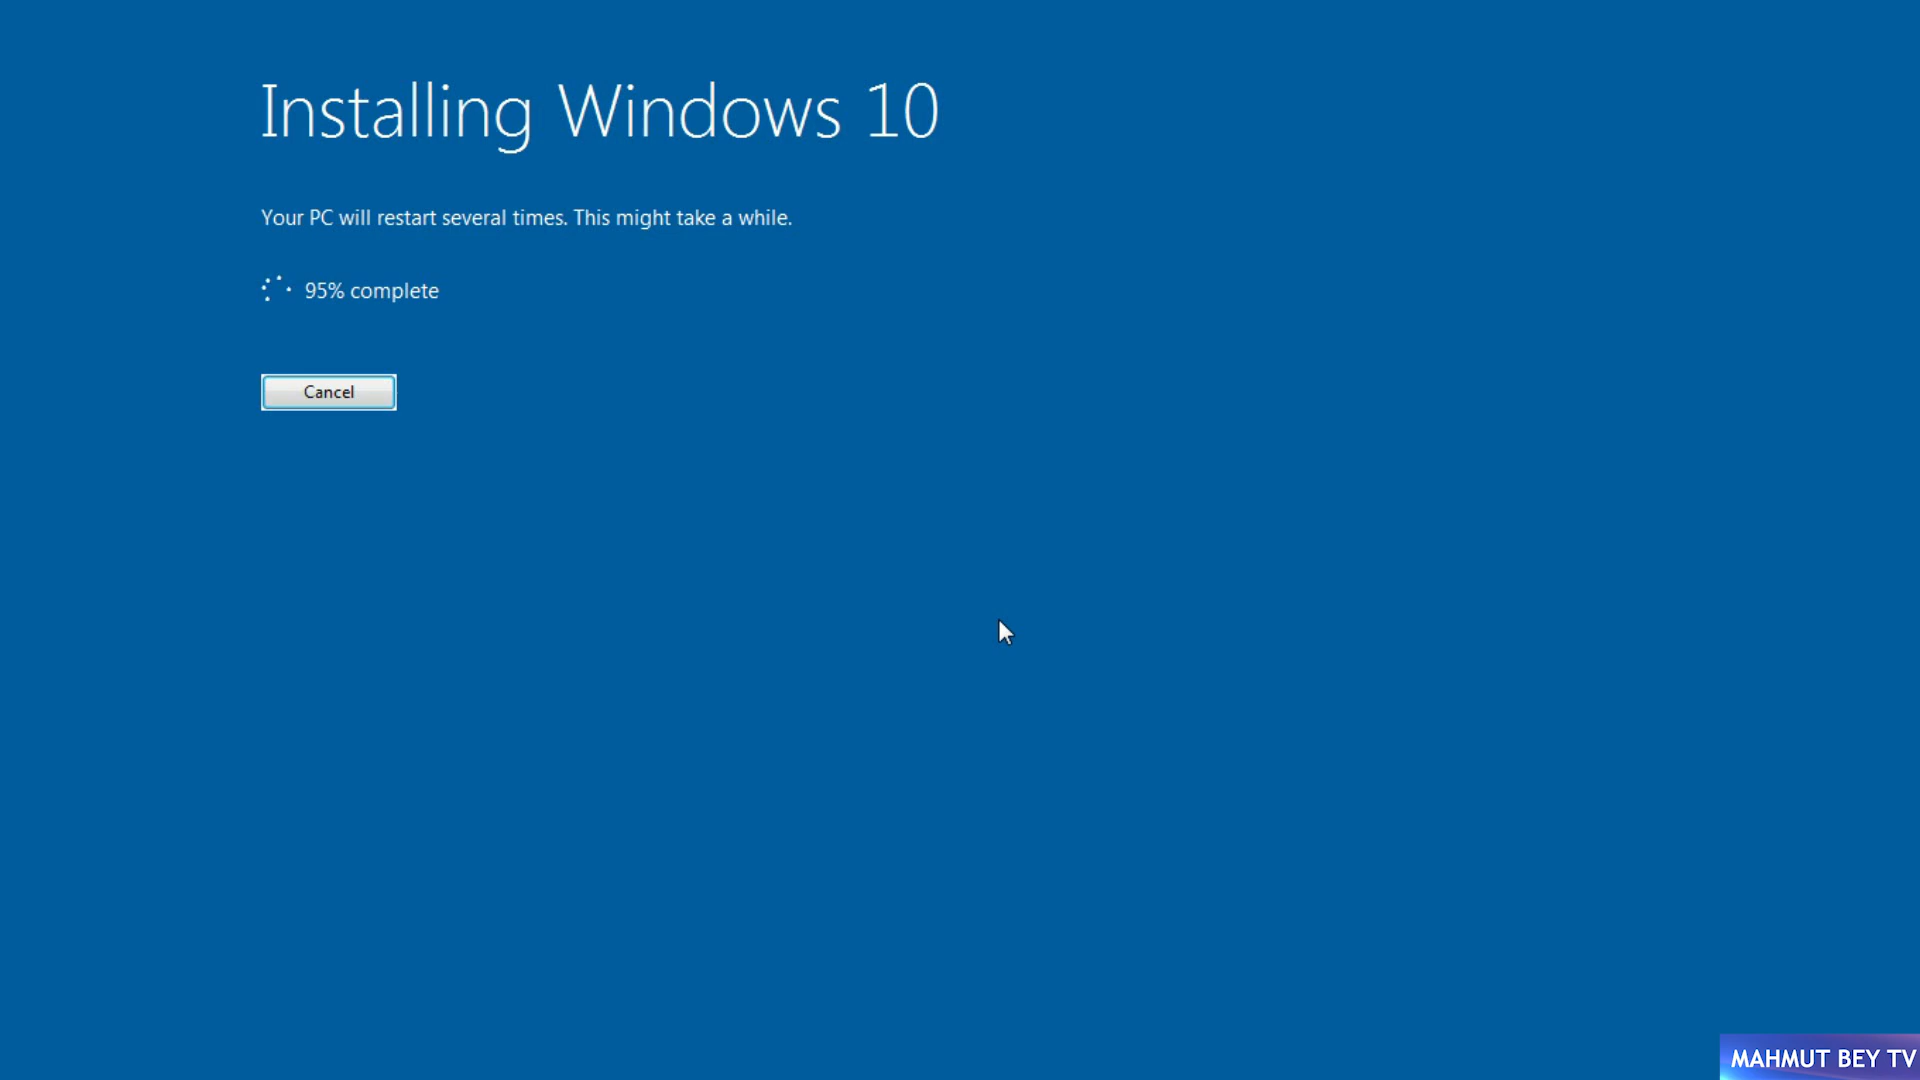 Installing Windows 10
Your PC will restart several times. This might take a while.
95% complete
Cancel
MAHMUT BEY TV